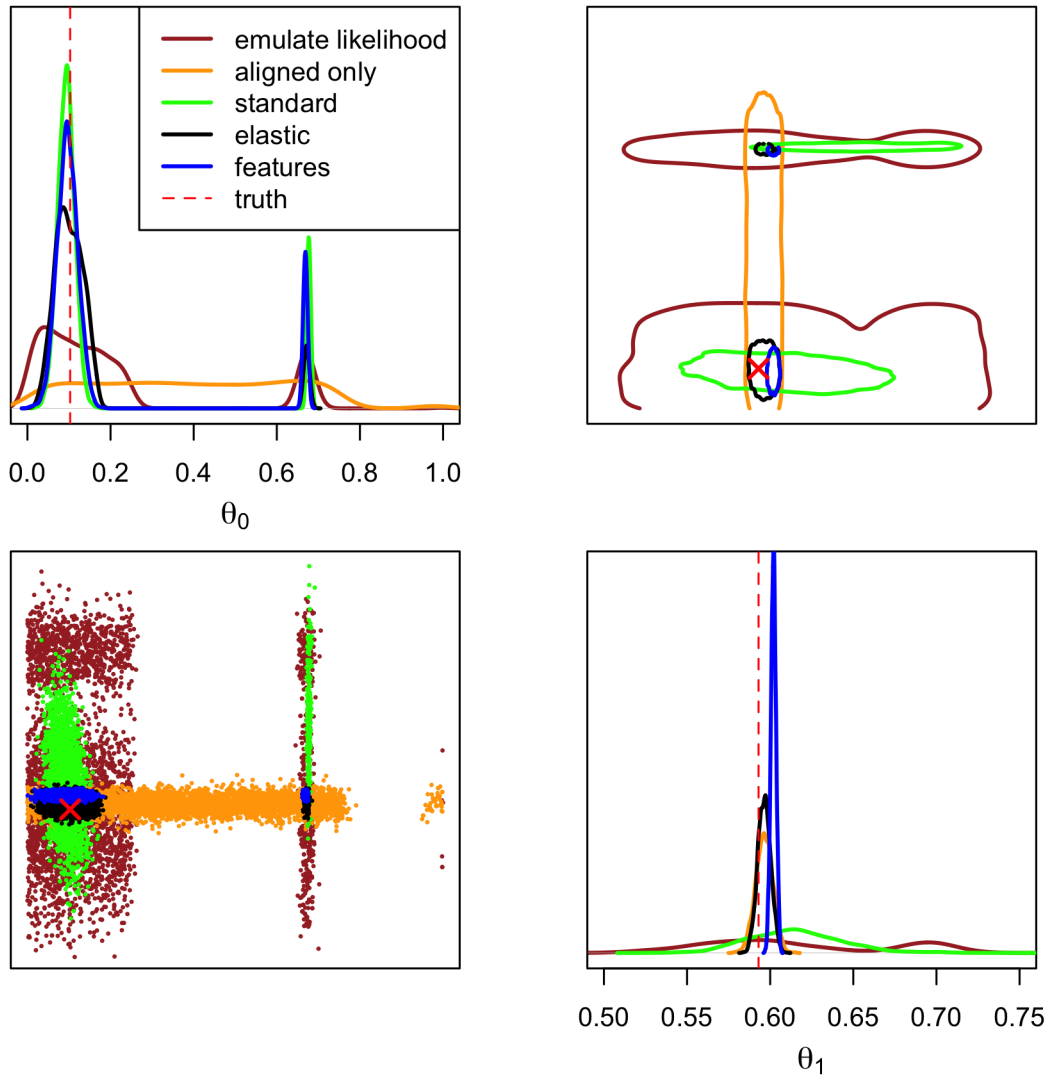 emulate likelihood
aligned only
standard
elastic
features
truth
0.0 0.2 0.4 0.6 0.8 1.0
θ0
0.50 0.55 0.60 0.65 0.70 0.75
θ1